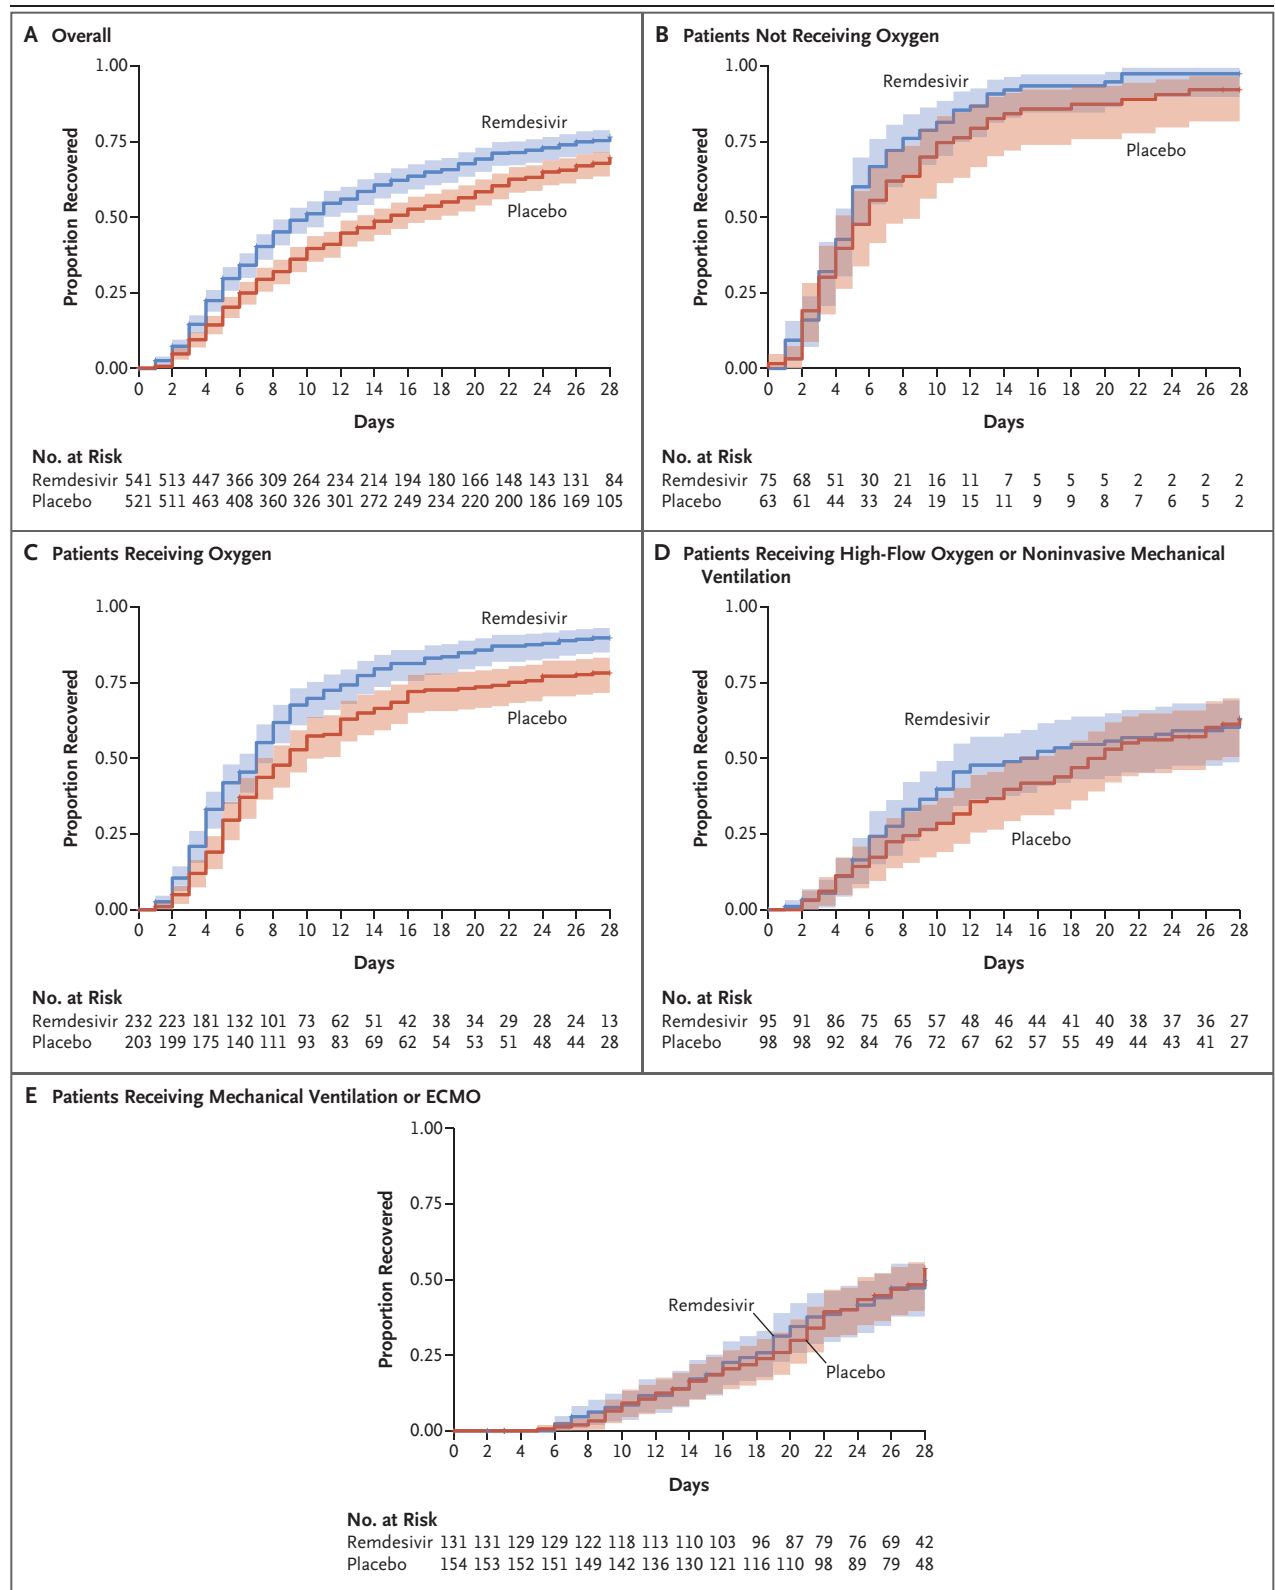 A Overall
1.00
0.75
0.50
0.25
0.00
Proportion Recovered
Remdesivir
Placebo
0 2 4 6 8 10 12 14 16 18 20 22 24 26 28
Days
No. at Risk
Remdesivir 541 513 447 366 309 264 234 214 194 180 166 148 143 131 84
Placebo 521 511 463 408 360 326 301 272 249 234 220 200 186 169 105
B Patients Not Receiving Oxygen
1.00
0.75
0.50
0.25
0.00
Proportion Recovered
Remdesivir
Placebo
0 2 4 6 8 10 12 14 16 18 20 22 24 26 28
Days
No. at Risk
Remdesivir 75 68 51 30 21 16 11 7 5 5 5 2 2 2 2
Placebo 63 61 44 33 24 19 15 11 9 9 8 7 6 5 2
C Patients Receiving Oxygen
1.00
0.75
0.50
0.25
0.00
Proportion Recovered
Remdesivir
Placebo
0 2 4 6 8 10 12 14 16 18 20 22 24 26 28
Days
No. at Risk
Remdesivir 232 223 181 132 101 73 62 51 42 38 34 29 28 24 13
Placebo 203 199 175 140 111 93 83 69 62 54 53 51 48 44 28
D Patients Receiving High-Flow Oxygen or Noninvasive Mechanical
Ventilation
1.00
0.75
0.50
0.25
0.00
Proportion Recovered
Remdesivir
Placebo
0 2 4 6 8 10 12 14 16 18 20 22 24 26 28
Days
No. at Risk
Remdesivir 95 91 86 75 65 57 48 46 44 41 40 38 37 36 27
Placebo 98 98 92 84 76 72 67 62 57 55 49 44 43 41 27
E Patients Receiving Mechanical Ventilation or ECMO
1.00
0.75
0.50
0.25
0.00
Proportion Recovered
Remdesivir
Placebo
0 2 4 6 8 10 12 14 16 18 20 22 24 26 28
Days
No. at Risk
Remdesivir 131 131 129 129 122 118 113 110 103 96 87 79 76 69 42
Placebo 154 153 152 151 149 142 136 130 121 116 110 98 89 79 48